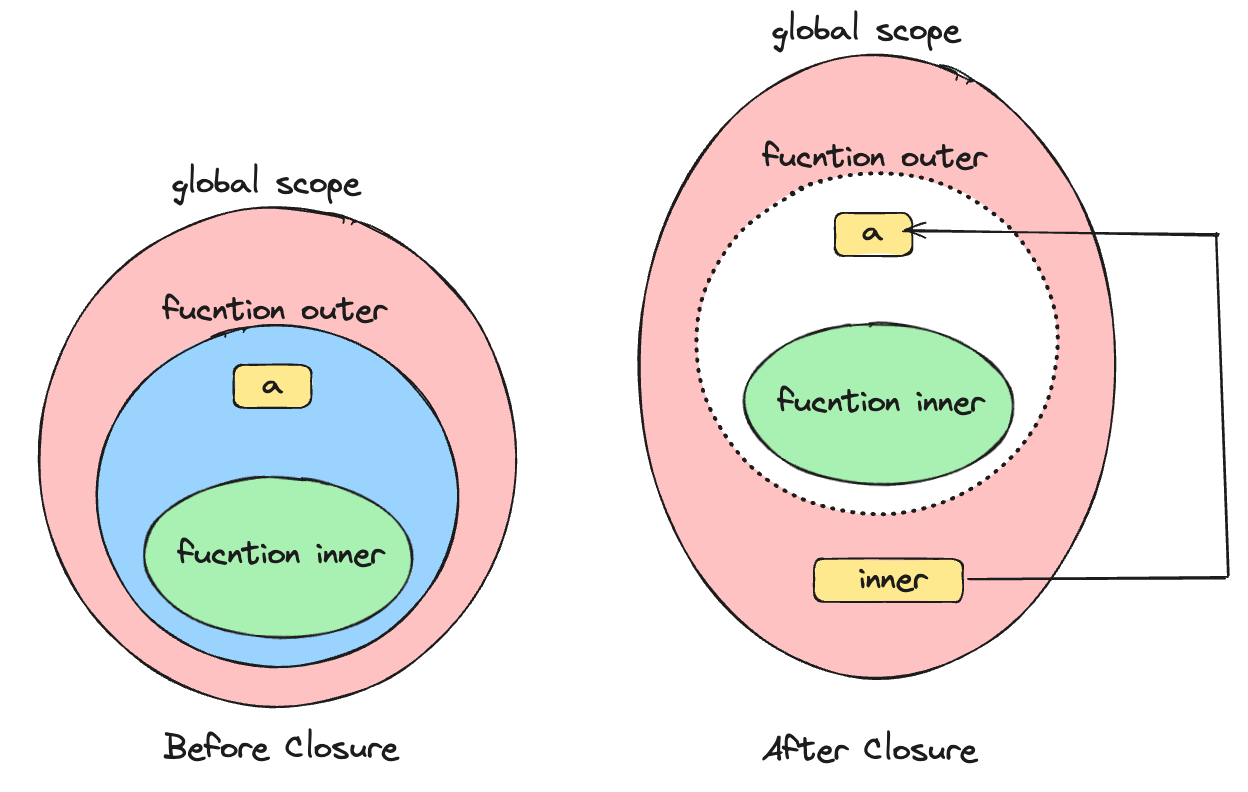 global scope
fucntion outer
a
fucntion inner
Before Closure
global scope
fucntion outer
a
fucntion inner
inner
After Closure